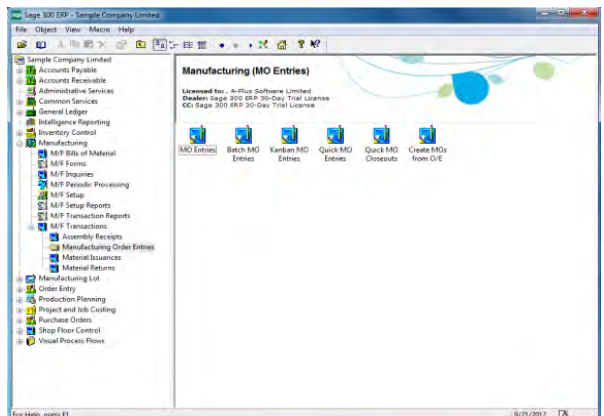 Sage 300 ERP - Sample Company Limited
File Object View Macro Help
Sample Company Limited
Accounts Payable
Accounts Receivable
Administrative Services
Common Services
General Ledger
Intelligence Reporting
Inventory Control
Manufacturing
M/F Bills of Material
M/F Forms
M/F Inquiries
M/F Periodic Processing
M/F Setup
M/F Setup Reports
M/F Transaction Reports
M/F Transactions
Assembly Receipts
Manufacturing Order Entries
Material Issuances
Material Returns
Manufacturing Lot
Order Entry
Production Planning
Project and Job Costing
Purchase Orders
Shop Floor Control
Visual Process Flows
Manufacturing (MO Entries)
Licensed to: , A-Plus Software Limited
Dealer: Sage 300 ERP 30-Day Trial License
CC: Sage 300 ERP 30-Day Trial License
MO Entries
Batch MO
Entries
Kanban MO
Entries
Quick MO
Entries
Quick MO
Closeouts
Create MOs
from O/E
For Help, press F1
9/21/2012